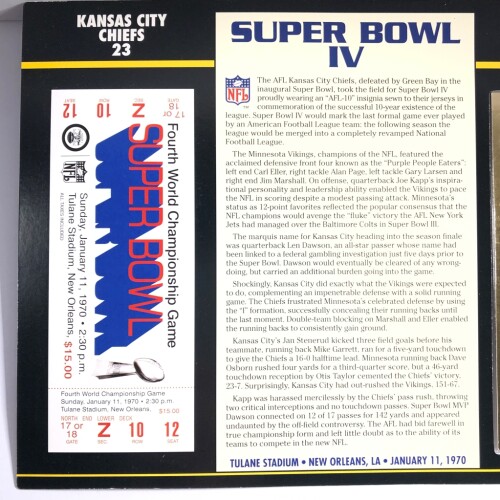 KANSAS CITY
CHIEFS
23
12 10 Z 17 or 18
SEAT ROW SEC.
NFL
SUPER BOWL
Fourth World Championship Game
Sunday, January 11, 1970 • 2:30 p.m.
Tulane Stadium, New Orleans. $15.00
ALL TAXES INCLUDED
Fourth World Championship Game
Sunday, January 11, 1970 • 2:30 p.m.
Tulane Stadium, New Orleans. $15.00
NORTH END LOWER DECK
17 or 18 Z 10 12
GATE SEC. ROW SEAT
SUPER BOWL
IV
NFL
The AFL Kansas City Chiefs, defeated by Green Bay in the
inaugural Super Bowl, took the field for Super Bowl IV
proudly wearing an "AFL-10" insignia sewn to their jerseys in
commemoration of the successful 10-year existence of the
league. Super Bowl IV would mark the last formal game ever played
by an American Football League team: the following season the
league would be merged into a completely revamped National
Football League.
The Minnesota Vikings, champions of the NFL, featured the
acclaimed defensive front four known as the "Purple People Eaters":
left end Carl Eller, right tackle Alan Page, left tackle Gary Larsen and
right end Jim Marshall. On offense, quarterback Joe Kapp's inspira-
tional personality and leadership ability enabled the Vikings to pace
the NFL in scoring despite a modest passing attack. Minnesota's
status as 12-point favorites reflected the popular consensus that the
NFL champions would avenge the "fluke" victory the AFL New York
Jets had managed over the Baltimore Colts in Super Bowl III.
The marquis name for Kansas City heading into the season finale
was quarterback Len Dawson, an all-star passer whose name had
been linked to a federal gambling investigation just five days prior to
the Super Bowl. Dawson would eventually be cleared of any wrong-
doing, but carried an additional burden going into the game.
Shockingly, Kansas City did exactly what the Vikings were expected
to do, complementing an impenetrable defense with a solid running
game. The Chiefs frustrated Minnesota's celebrated defense by using
the "I" formation, successfully concealing their running backs until
the last moment. Double-team blocking on Marshall and Eller enabled
the running backs to consistently gain ground.
Kansas City's Jan Stenerud kicked three field goals before his
teammate, running back Mike Garrett, ran for a five-yard touchdown
to give the Chiefs a 16-0 halftime lead. Minnesota running back Dave
Osborn rushed four yards for a third-quarter score, but a 46-yard
touchdown reception by Otis Taylor cemented the Chiefs' victory.
23-7. Surprisingly, Kansas City had out-rushed the Vikings, 151-67.
Kapp was harassed mercilessly by the Chiefs' pass rush, throwing
two critical interceptions and no touchdown passes. Super Bowl MVP
Dawson connected on 12 of 17 passes for 142 yards and appeared
undaunted by the off-field controversy. The AFL had bid farewell in
true championship form and left little doubt as to the ability of its
teams to compete in the new NFL.
TULANE STADIUM • NEW ORLEANS, LA • JANUARY 11, 1970